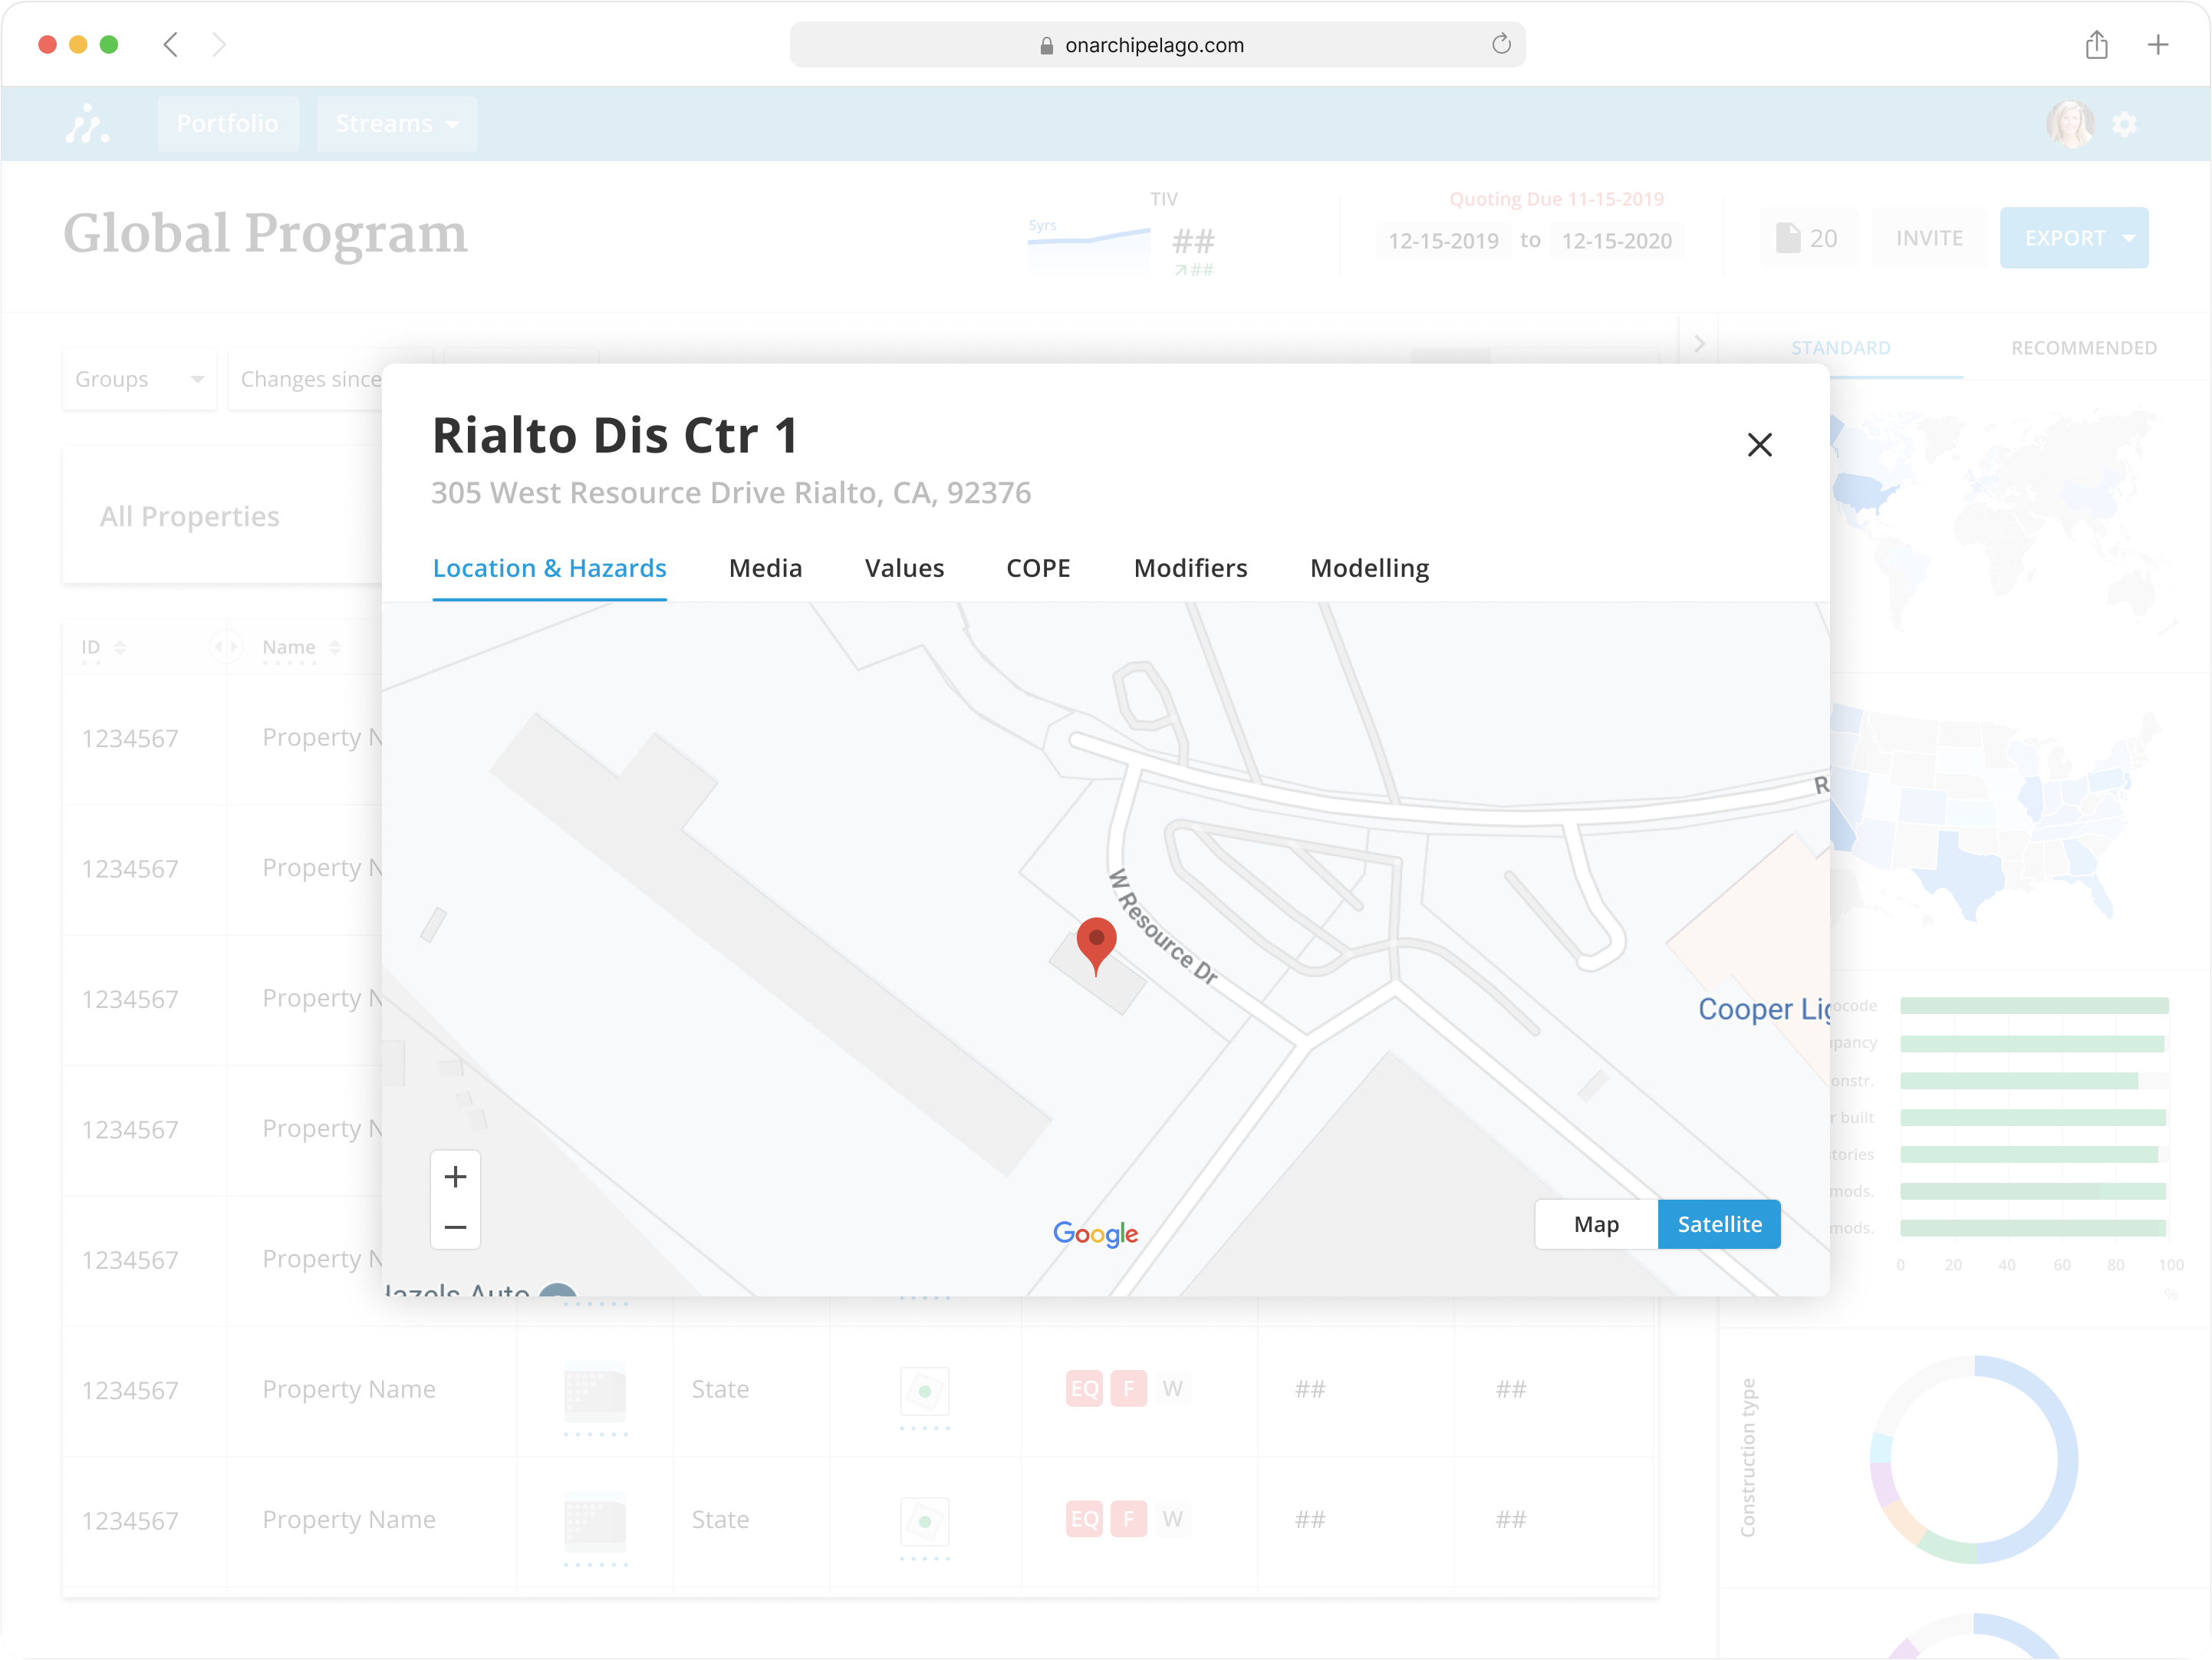 onarchipelago.com
Portfolio
Streams
Global Program
5yrs
TIV
##
##
Quoting Due 11-15-2019
12-15-2019 to 12-15-2020
20
INVITE
EXPORT
Groups
Changes since
STANDARD
RECOMMENDED
Rialto Dis Ctr 1
305 West Resource Drive Rialto, CA, 92376
Location & Hazards
Media
Values
COPE
Modifiers
Modelling
All Properties
ID
Name
1234567
Property N
1234567
Property N
1234567
Property N
1234567
Property N
1234567
Property N
R
W Resource Dr
Cooper Lig
+
−
Google
Map
Satellite
Hazels Auto
ocode
upancy
onstr.
r built
stories
mods.
mods.
0 20 40 60 80 100
%
1234567
Property Name
State
EQ F W
##
##
1234567
Property Name
State
EQ F W
##
##
Construction type